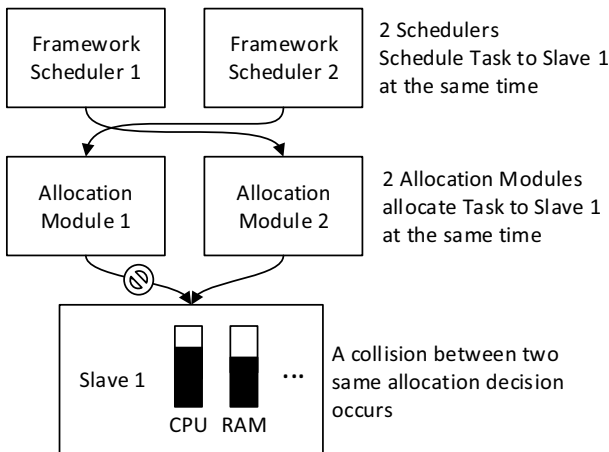 Framework
Scheduler 1
Framework
Scheduler 2
2 Schedulers
Schedule Task to Slave 1
at the same time
Allocation
Module 1
Allocation
Module 2
2 Allocation Modules
allocate Task to Slave 1
at the same time
Slave 1
...
CPU
RAM
A collision between two
same allocation decision
occurs